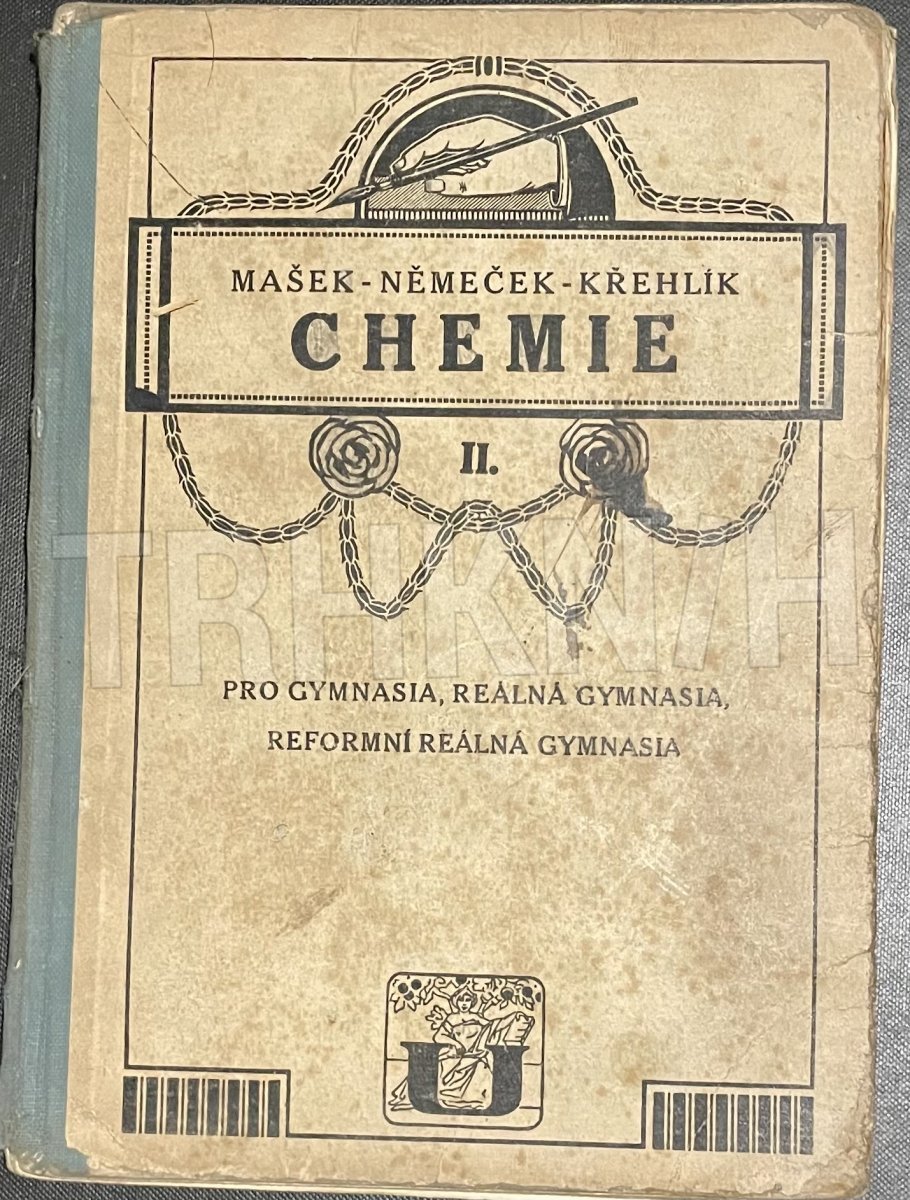 MAŠEK - NĚMEČEK - KŘEHLÍK
CHEMIE
II.
TRHKNIH
PRO GYMNASIA, REÁLNÁ GYMNASIA,
REFORMNÍ REÁLNÁ GYMNASIA
U